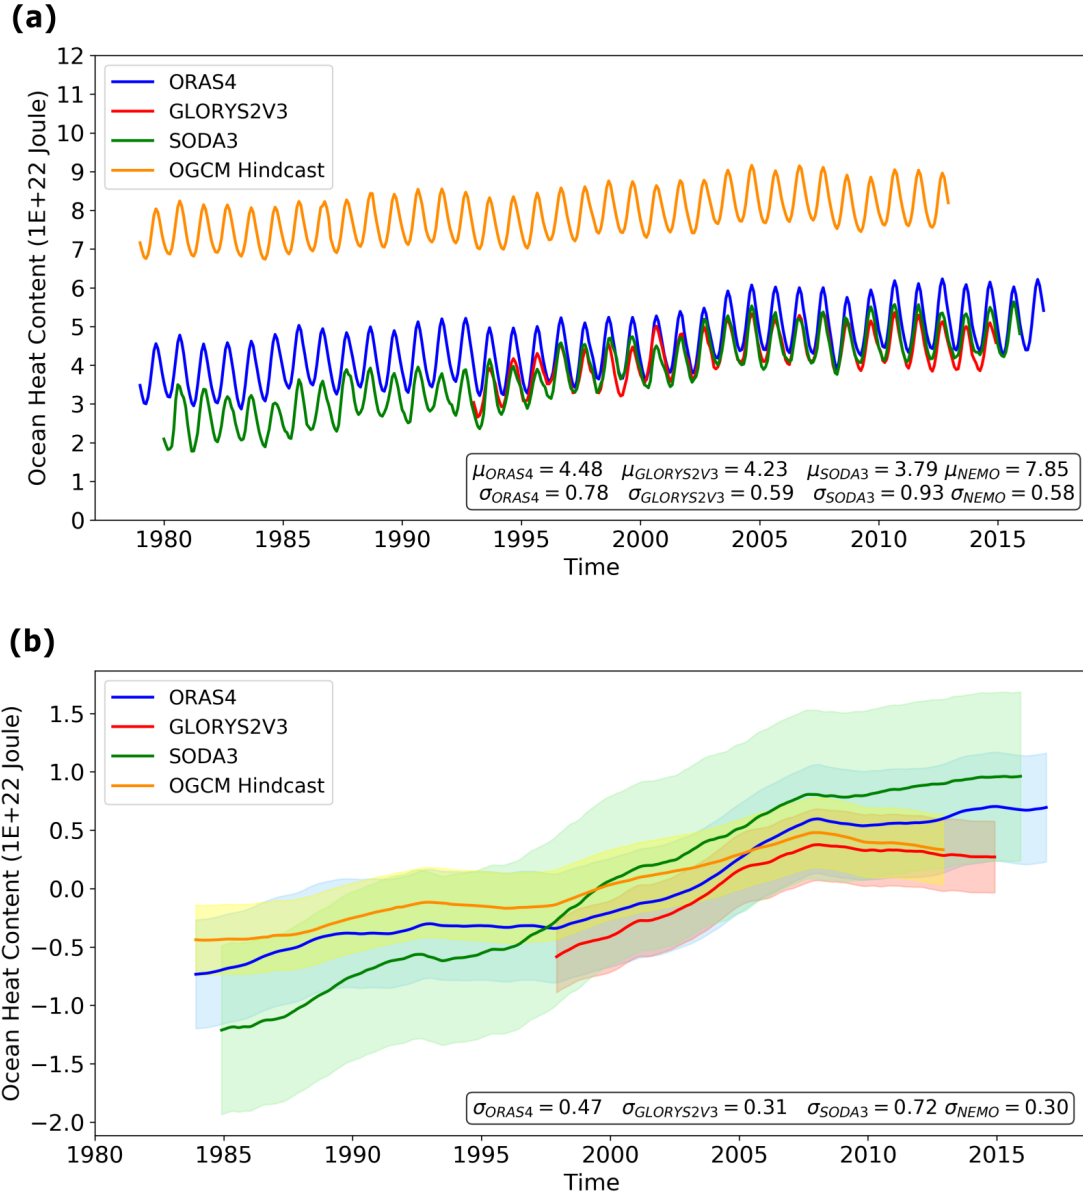 (a)
Ocean Heat Content (1E+22 Joule)
12
11
10
9
8
7
6
5
4
3
2
1
0
ORAS4
GLORYS2V3
SODA3
OGCM Hindcast
μORAS4 = 4.48 μGLORYS2V3 = 4.23 μSODA3 = 3.79 μNEMO = 7.85
σORAS4 = 0.78 σGLORYS2V3 = 0.59 σSODA3 = 0.93 σNEMO = 0.58
1980 1985 1990 1995 2000 2005 2010 2015
Time
(b)
Ocean Heat Content (1E+22 Joule)
1.5
1.0
0.5
0.0
−0.5
−1.0
−1.5
−2.0
ORAS4
GLORYS2V3
SODA3
OGCM Hindcast
σORAS4 = 0.47 σGLORYS2V3 = 0.31 σSODA3 = 0.72 σNEMO = 0.30
1980 1985 1990 1995 2000 2005 2010 2015
Time